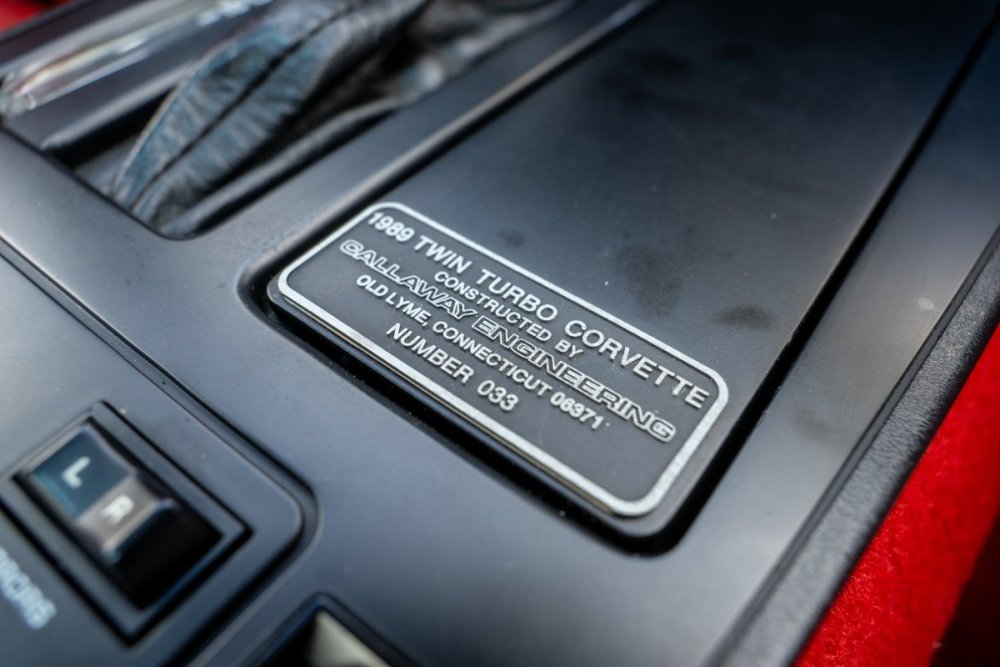 1989 TWIN TURBO CORVETTE
CONSTRUCTED BY
CALLAWAY ENGINEERING
OLD LYME, CONNECTICUT 06371
NUMBER 033
L
R